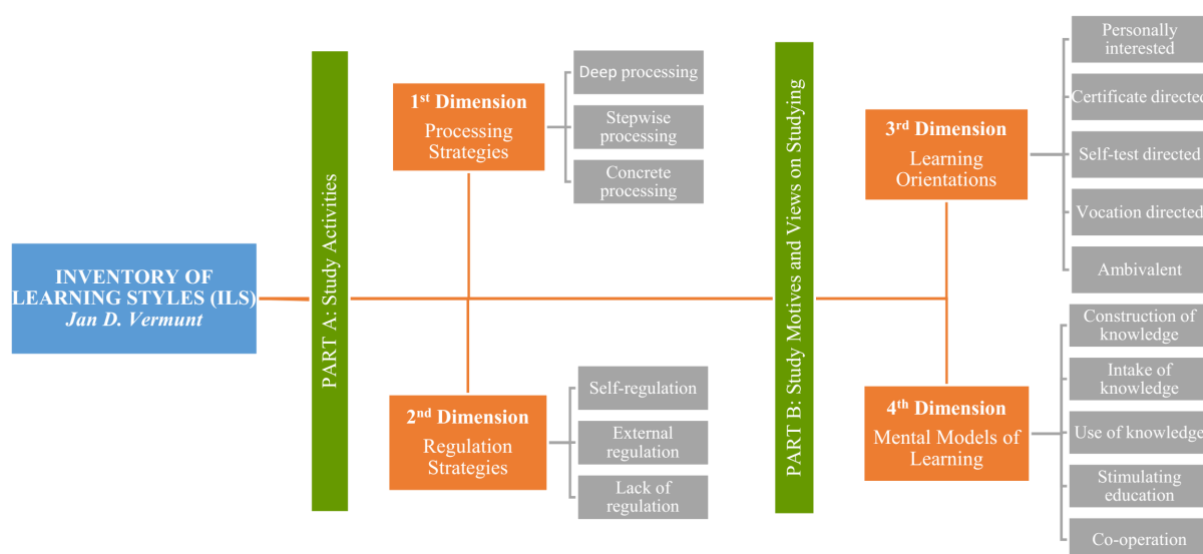 INVENTORY OF
LEARNING STYLES (ILS)
Jan D. Vermunt
PART A: Study Activities
1st Dimension
Processing
Strategies
Deep processing
Stepwise
processing
Concrete
processing
2nd Dimension
Regulation
Strategies
Self-regulation
External
regulation
Lack of
regulation
PART B: Study Motives and Views on Studying
3rd Dimension
Learning
Orientations
Personally
interested
Certificate directed
Self-test directed
Vocation directed
Ambivalent
4th Dimension
Mental Models of
Learning
Construction of
knowledge
Intake of
knowledge
Use of knowledge
Stimulating
education
Co-operation